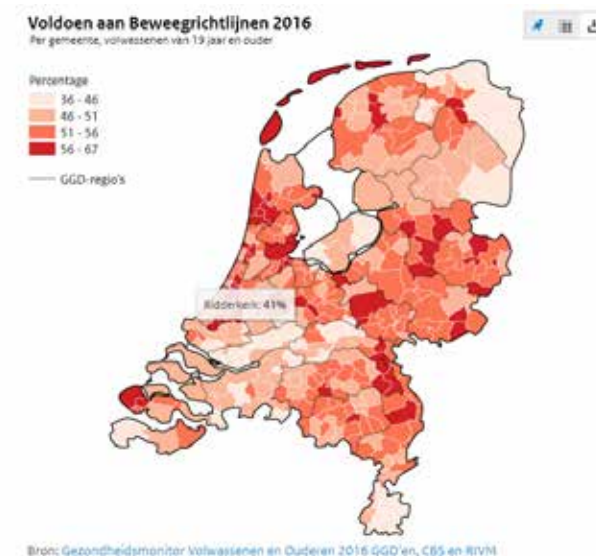 Voldoen aan Beweegrichtlijnen 2016
Per gemeente, volwassenen van 19 jaar en ouder
Percentage
36 - 46
46 - 51
51 - 56
56 - 67
GGD-regio's
Ridderkerk: 41%
Bron: Gezondheidsmonitor Volwassenen en Ouderen 2016 GGD'en, CBS en RIVM